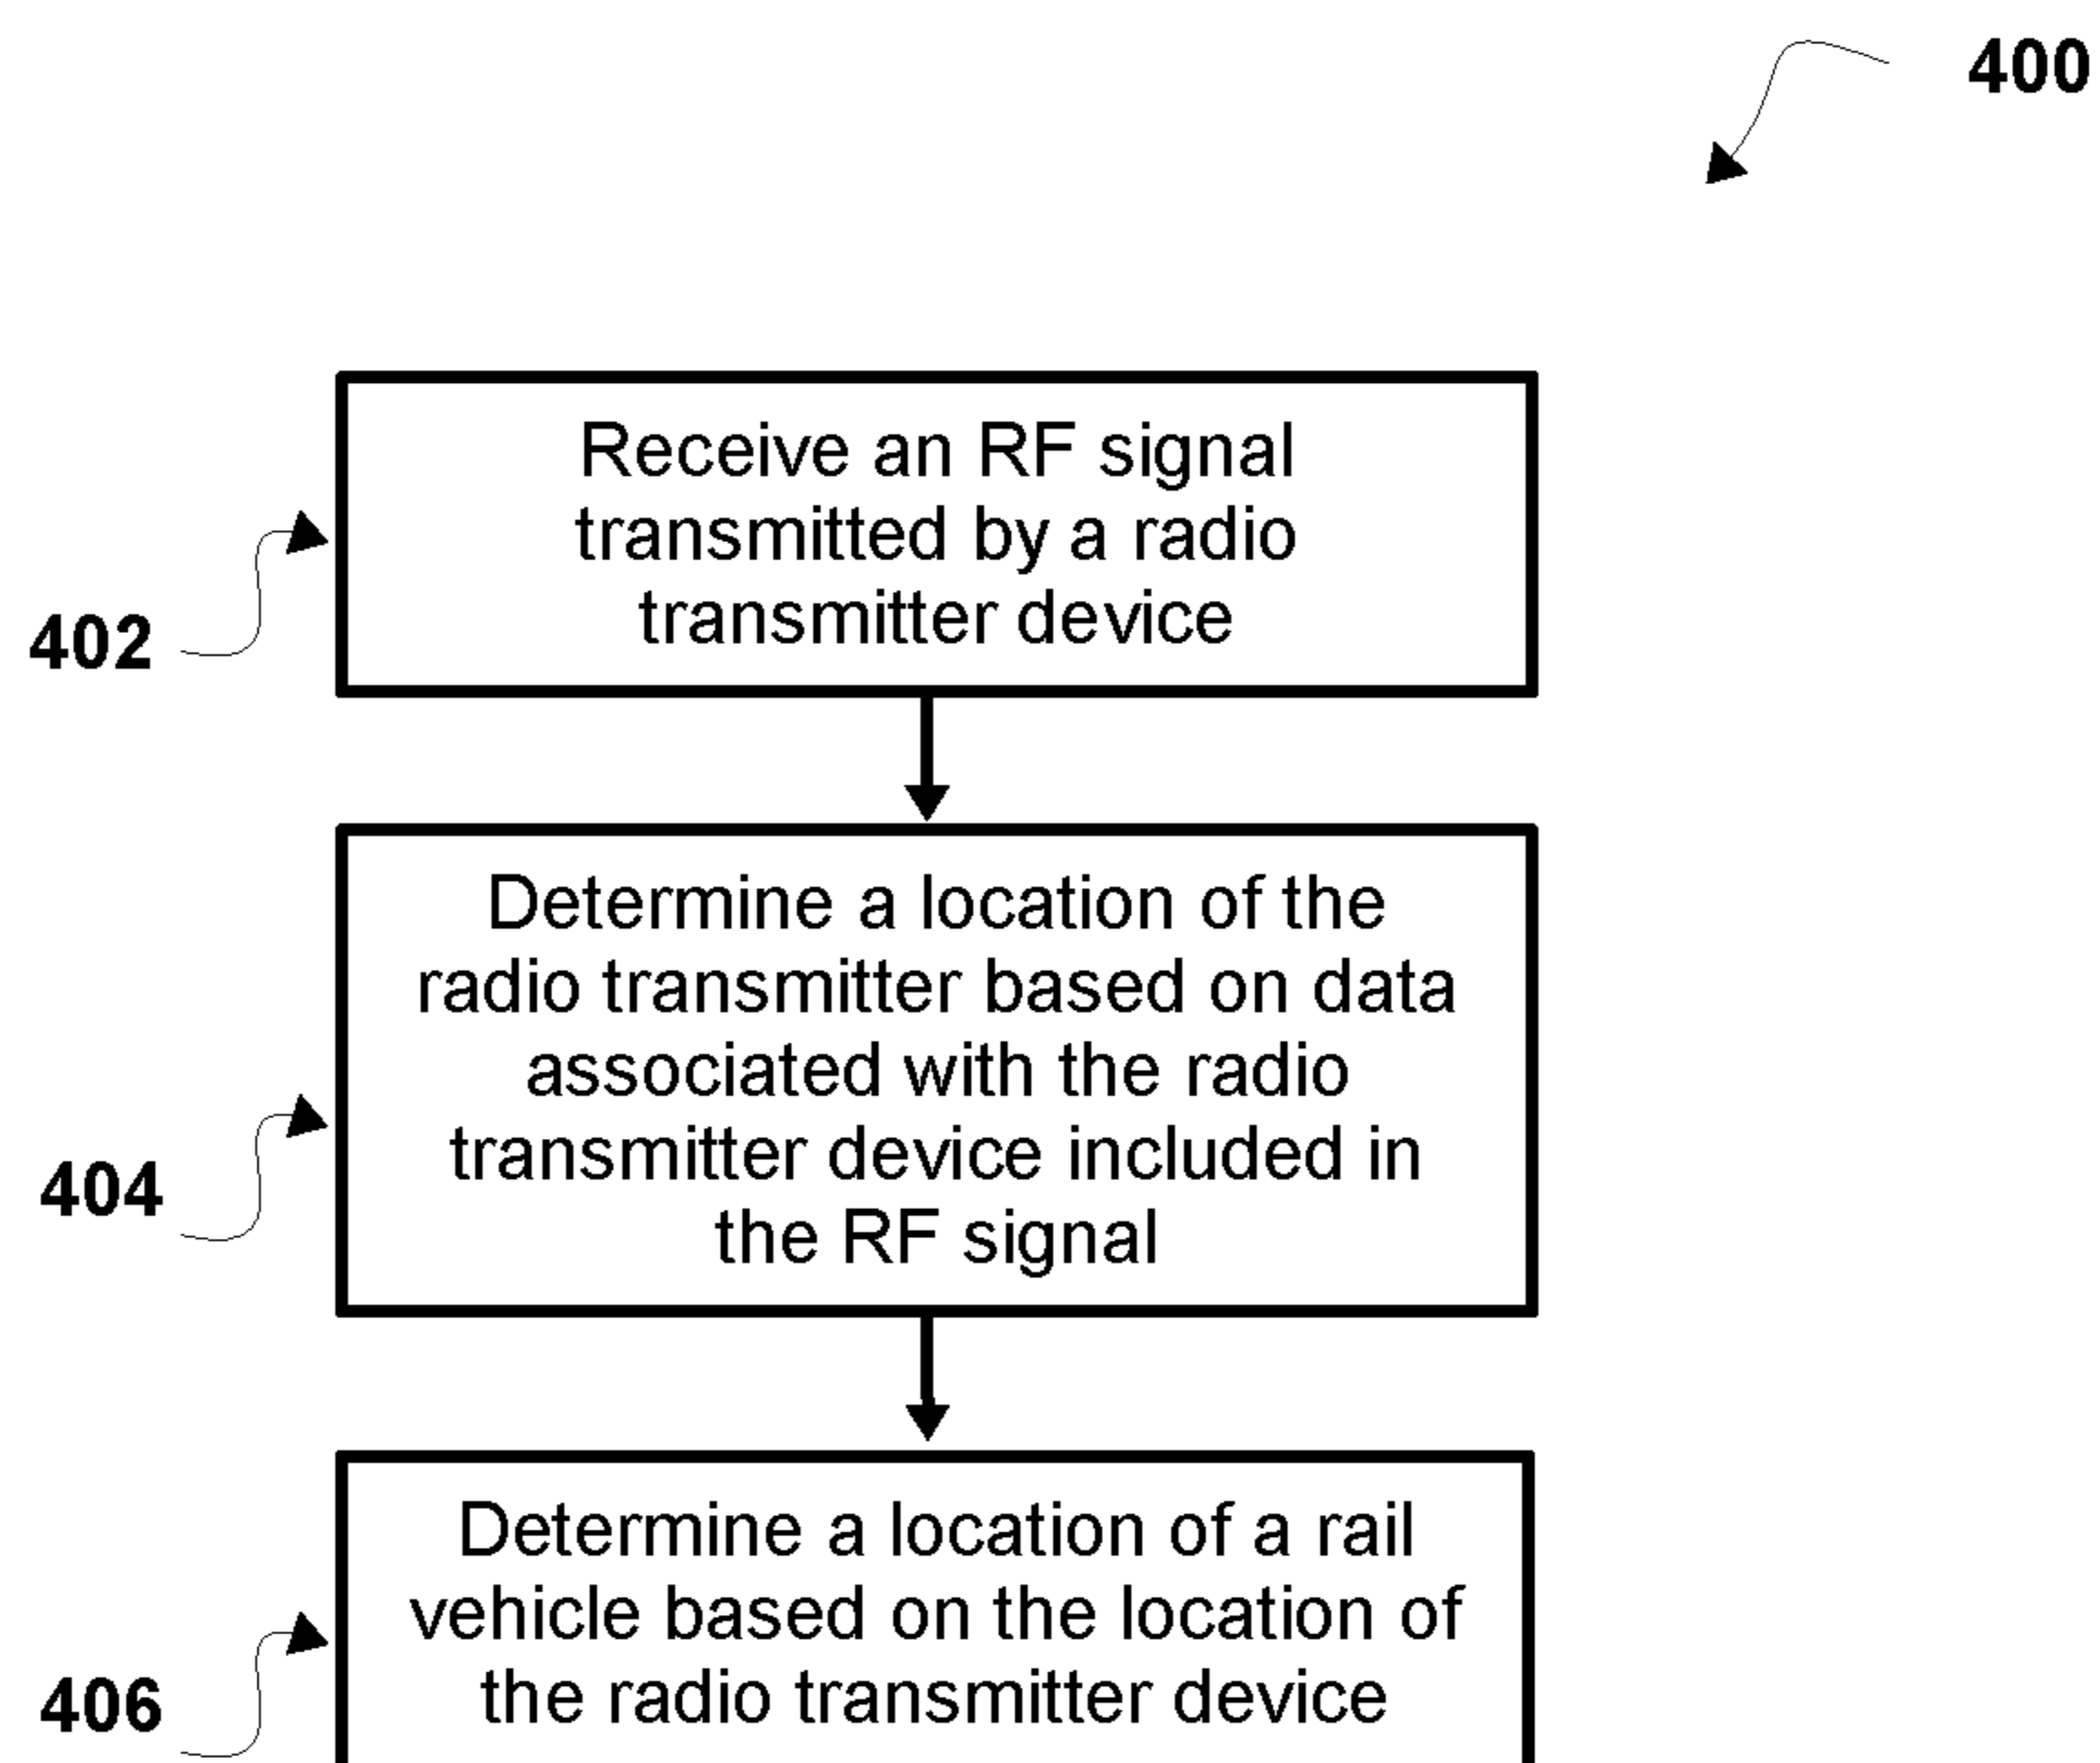 400
Receive an RF signal
transmitted by a radio
transmitter device
402
Determine a location of the
radio transmitter based on data
associated with the radio
transmitter device included in
the RF signal
404
Determine a location of a rail
vehicle based on the location of
the radio transmitter device
406